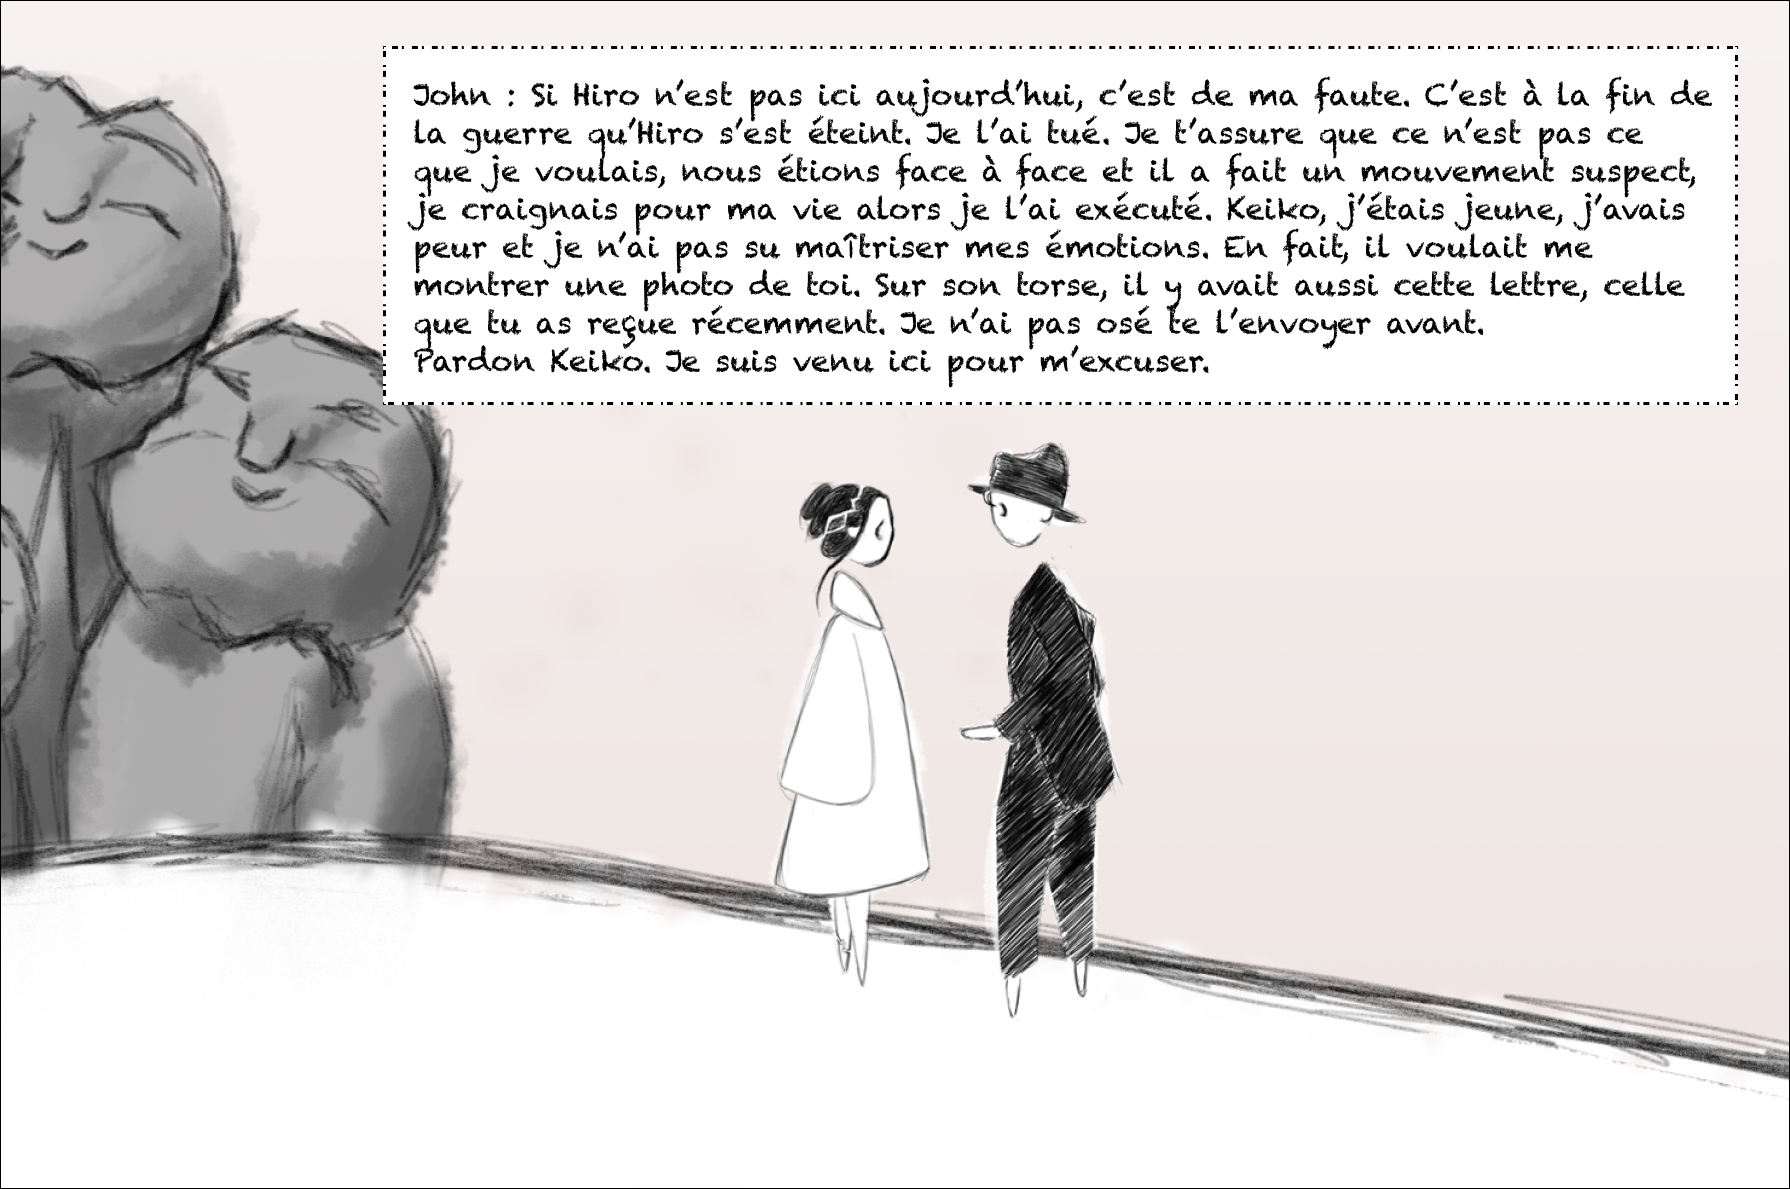 John : Si Hiro n'est pas ici aujourd'hui, c'est de ma faute. C'est à la fin de
la guerre qu'Hiro s'est éteint. Je l'ai tué. Je t'assure que ce n'est pas ce
que je voulais, nous étions face à face et il a fait un mouvement suspect,
je craignais pour ma vie alors je l'ai exécuté. Keiko, j'étais jeune, j'avais
peur et je n'ai pas su maîtriser mes émotions. En fait, il voulait me
montrer une photo de toi. Sur son torse, il y avait aussi cette lettre, celle
que tu as reçue récemment. Je n'ai pas osé te l'envoyer avant.
Pardon Keiko. Je suis venu ici pour m'excuser.